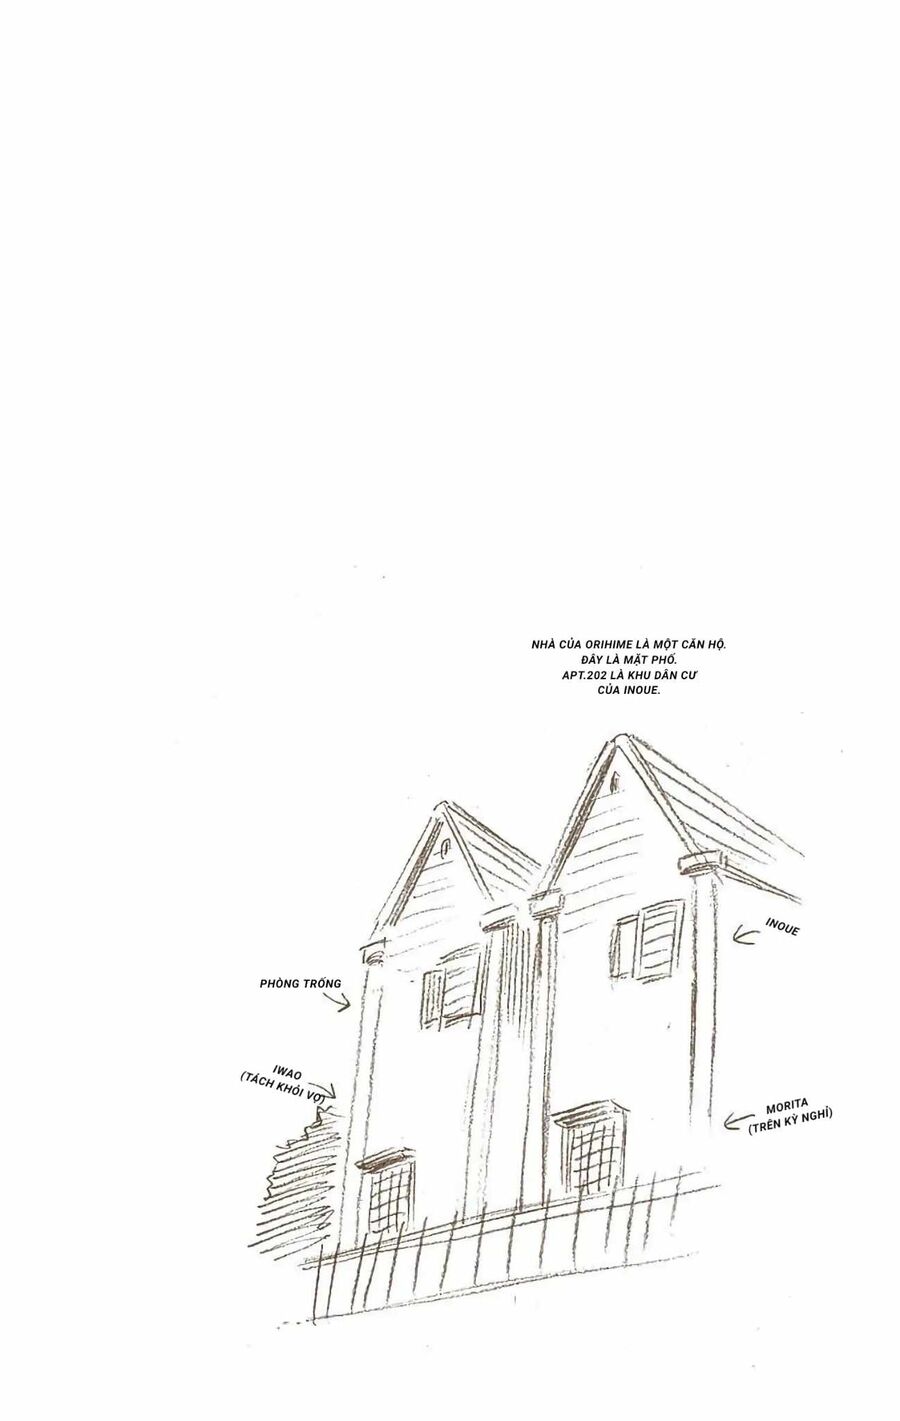 NHÀ CỦA ORIHIME LÀ MỘT CĂN HỘ.
ĐÂY LÀ MẶT PHỐ.
APT.202 LÀ KHU DÂN CƯ
CỦA INOUE.
INOUE
PHÒNG TRỐNG
IWAO
(TÁCH KHỎI VỢ)
MORITA
(TRÊN KỲ NGHỈ)